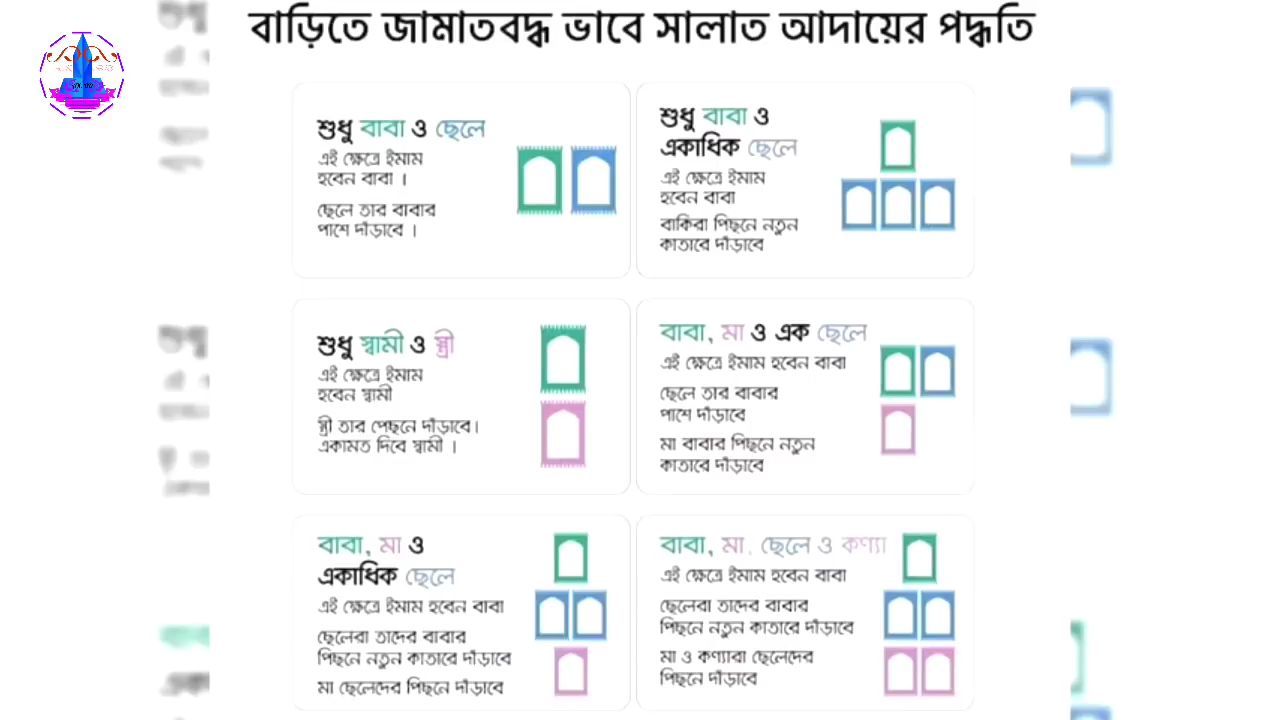 বাড়িতে জামাতবদ্ধ ভাবে সালাত আদায়ের পদ্ধতি
শুধু বাবা ও ছেলে
এই ক্ষেত্রে ইমাম
হবেন বাবা ।
ছেলে তার বাবার
পাশে দাঁড়াবে ।
শুধু বাবা ও
একাধিক ছেলে
এই ক্ষেত্রে ইমাম
হবেন বাবা
বাকিরা পিছনে নতুন
কাতারে দাঁড়াবে
শুধু স্বামী ও স্ত্রী
এই ক্ষেত্রে ইমাম
হবেন স্বামী
স্ত্রী তার পেছনে দাঁড়াবে।
একামত দিবে স্বামী ।
বাবা, মা ও এক ছেলে
এই ক্ষেত্রে ইমাম হবেন বাবা
ছেলে তার বাবার
পাশে দাঁড়াবে
মা বাবার পিছনে নতুন
কাতারে দাঁড়াবে
বাবা, মা ও
একাধিক ছেলে
এই ক্ষেত্রে ইমাম হবেন বাবা
ছেলেরা তাদের বাবার
পিছনে নতুন কাতারে দাঁড়াবে
মা ছেলেদের পিছনে দাঁড়াবে
বাবা, মা, ছেলে ও কণ্যা
এই ক্ষেত্রে ইমাম হবেন বাবা
ছেলেরা তাদের বাবার
পিছনে নতুন কাতারে দাঁড়াবে
মা ও কণ্যারা ছেলেদের
পিছনে দাঁড়াবে